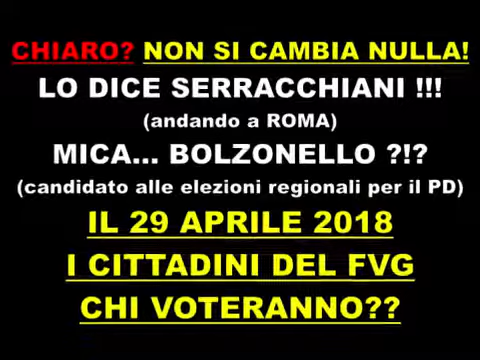 CHIARO? NON SI CAMBIA NULLA!
LO DICE SERRACCHIANI !!!
(andando a ROMA)
MICA... BOLZONELLO ?!?
(candidato alle elezioni regionali per il PD)
IL 29 APRILE 2018
I CITTADINI DEL FVG
CHI VOTERANNO??